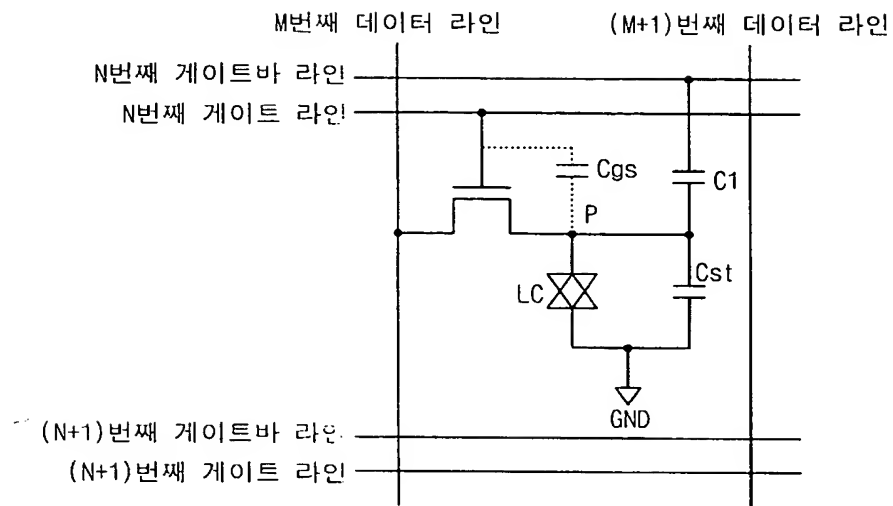 M번째 데이터 라인
(M+1)번째 데이터 라인
N번째 게이트바 라인
N번째 게이트 라인
Cgs
C1
P
Cst
LC
GND
(N+1)번째 게이트바 라인
(N+1)번째 게이트 라인